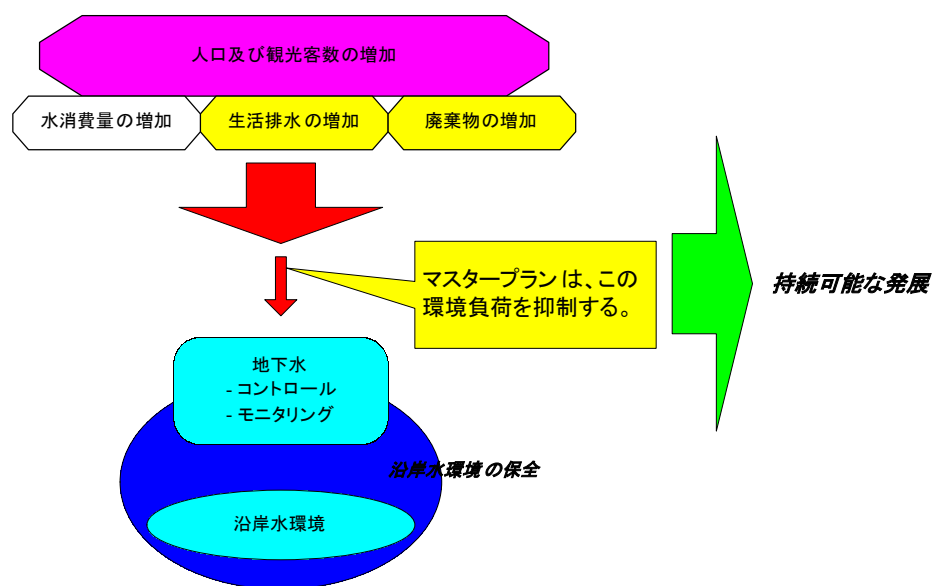 人口及び観光客数の増加
水消費量の増加
生活排水の増加
廃棄物の増加
マスタープランは、この
環境負荷を抑制する。
持続可能な発展
地下水
- コントロール
- モニタリング
沿岸水環境の保全
沿岸水環境